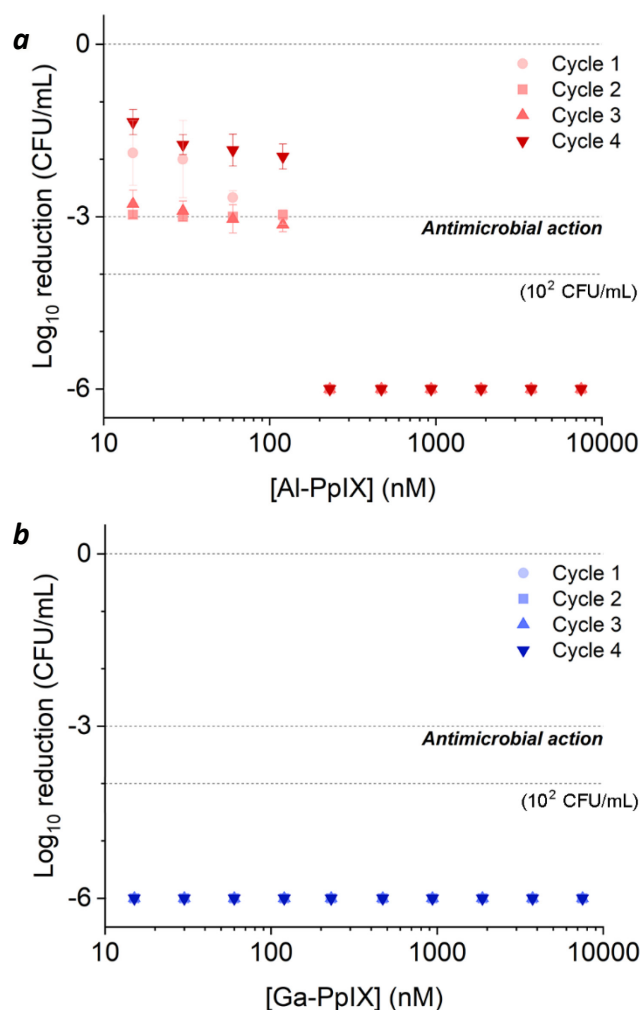 a
0
-3
-6
Log₁₀ reduction (CFU/mL)
Cycle 1
Cycle 2
Cycle 3
Cycle 4
Antimicrobial action
(10² CFU/mL)
10
100
1000
10000
[Al-PpIX] (nM)
b
0
-3
-6
Log₁₀ reduction (CFU/mL)
Cycle 1
Cycle 2
Cycle 3
Cycle 4
Antimicrobial action
(10² CFU/mL)
10
100
1000
10000
[Ga-PpIX] (nM)